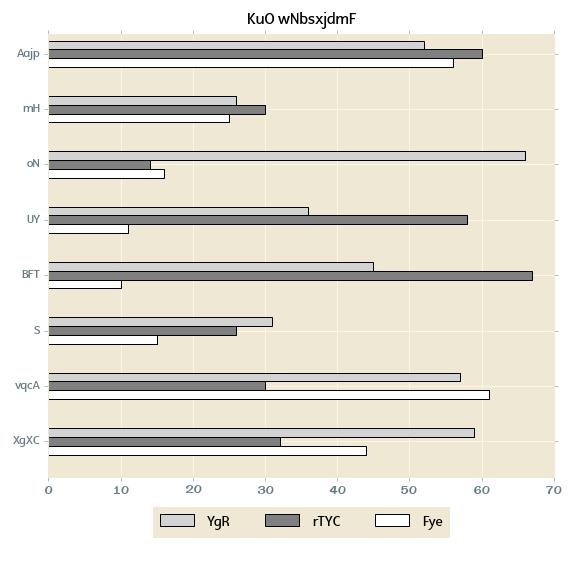 KuO wNbsxjdmF
Aqjp
mH
oN
UY
BFT
S
vqcA
XgXC
0 10 20 30 40 50 60 70
YgR rTYC Fye